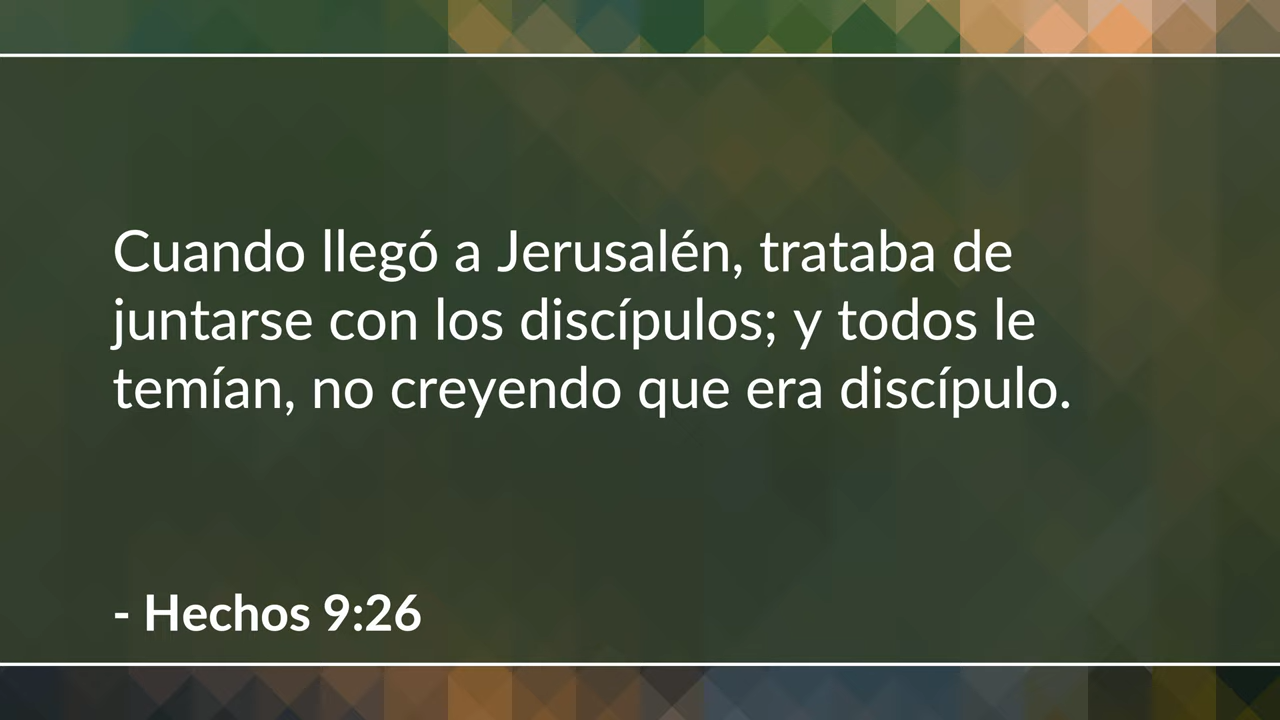 Cuando llegó a Jerusalén, trataba de
juntarse con los discípulos; y todos le
temían, no creyendo que era discípulo.
- Hechos 9:26